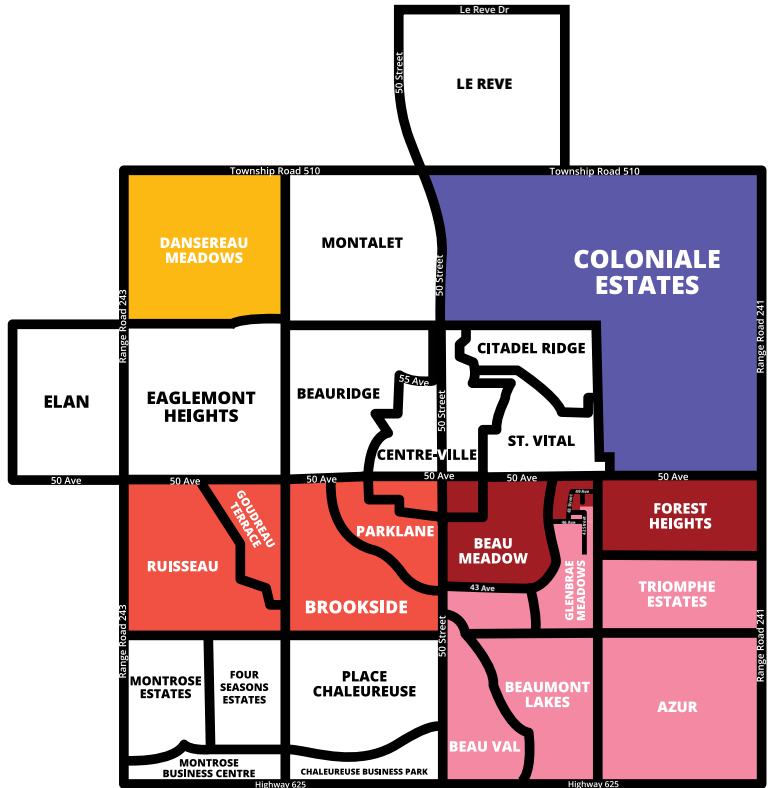 Le Reve Dr
50 Street
LE REVE
Township Road 510
Township Road 510
DANSEREAU
MEADOWS
MONTALET
50 Street
COLONIALE
ESTATES
Range Road 243
Range Road 241
ELAN
EAGLEMONT
HEIGHTS
BEAURIDGE
55 Ave
50 Street
CITADEL RIDGE
CENTRE-VILLE
ST. VITAL
50 Ave
50 Ave
50 Ave
50 Ave
50 Ave
50 Ave
GOUDREAU
TERRACE
RUISSEAU
PARKLANE
BROOKSIDE
BEAU
MEADOW
49 Ave
46 Ave
FOREST
HEIGHTS
43 Ave
GLENBRAE
MEADOWS
TRIOMPHE
ESTATES
Range Road 243
50 Street
Range Road 241
MONTROSE
ESTATES
FOUR
SEASONS
ESTATES
PLACE
CHALEUREUSE
BEAUMONT
LAKES
AZUR
BEAU VAL
MONTROSE
BUSINESS CENTRE
CHALEUREUSE BUSINESS PARK
Highway 625
Highway 625